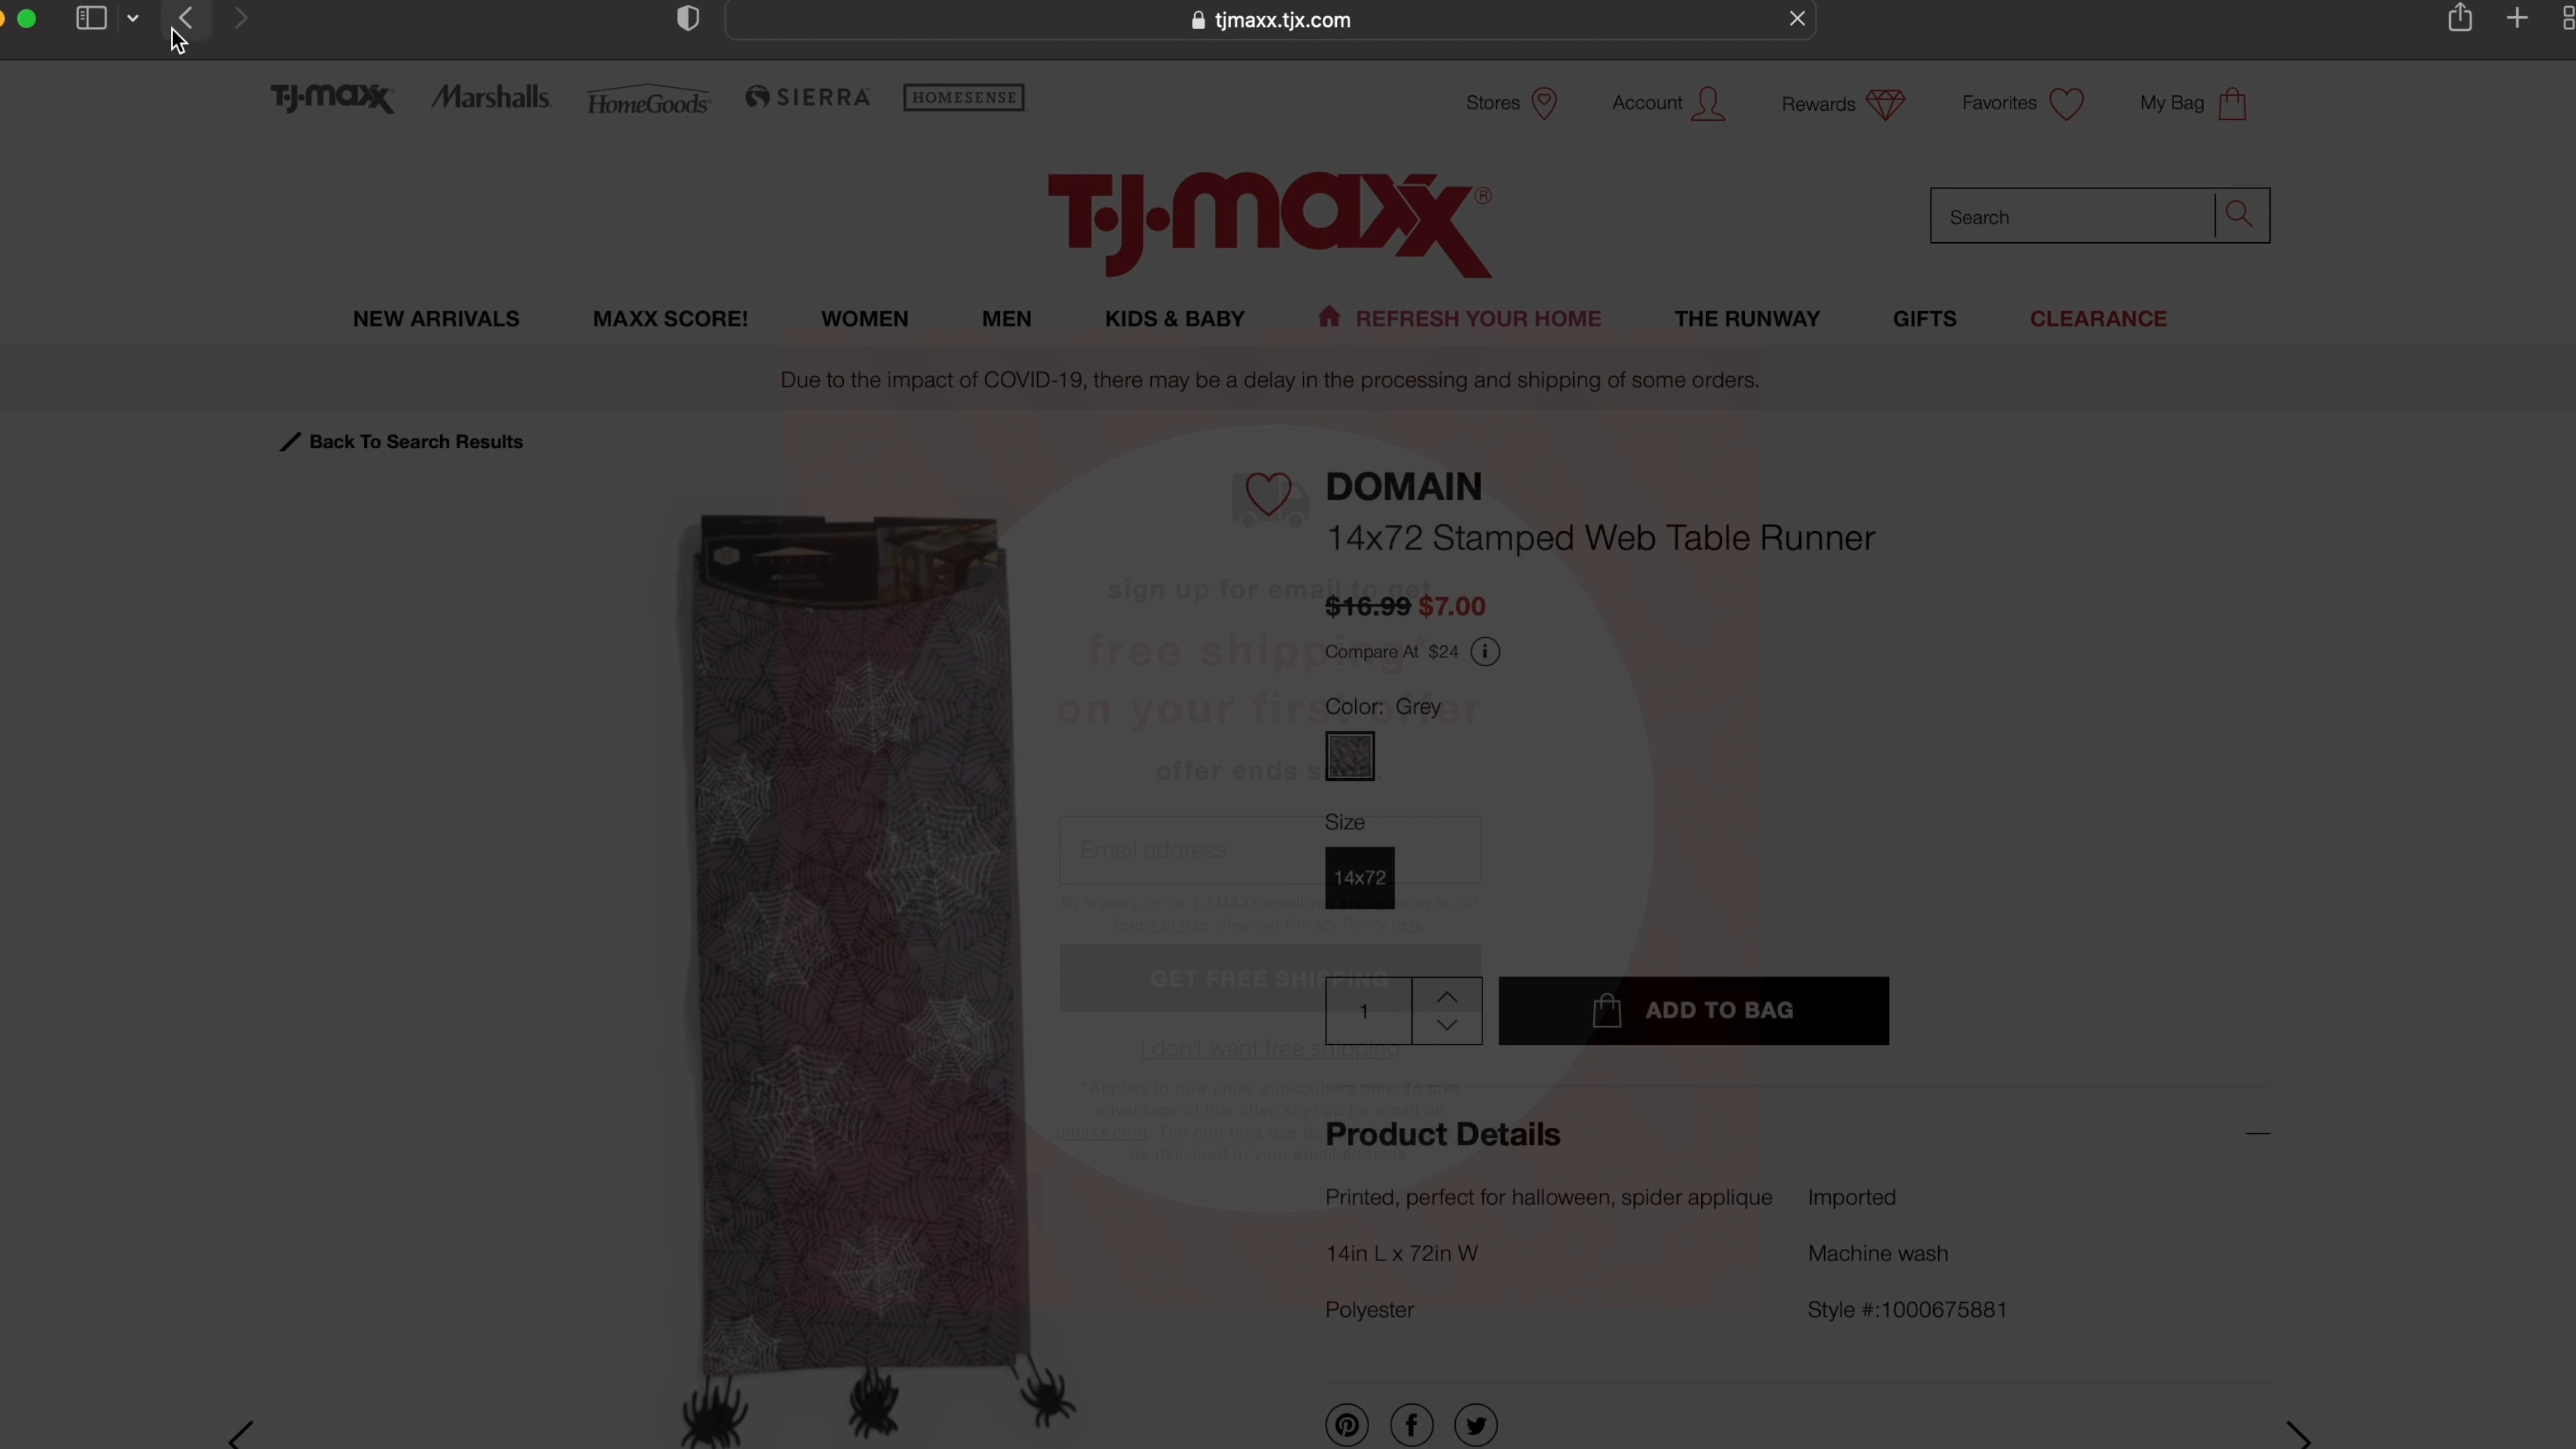 tjmaxx.tjx.com
T·J·maxx Marshalls. HomeGoods SIERRA HOMESENSE
Stores Account Rewards Favorites My Bag
T·J·maxx®
Search
NEW ARRIVALS MAXX SCORE! WOMEN MEN KIDS & BABY REFRESH YOUR HOME THE RUNWAY GIFTS CLEARANCE
Due to the impact of COVID-19, there may be a delay in the processing and shipping of some orders.
Back To Search Results
DOMAIN
14x72 Stamped Web Table Runner
sign up for email to get
$16.99 $7.00
free shipping*
Compare At $24 i
on your first offer
Color: Grey
offer ends
Size
Email address
14x72
By signing up for T.J.Maxx email you are agreeing to our
Terms of Use. View our Privacy Policy here.
GET FREE SHIPPING
1
ADD TO BAG
I don't want free shipping
*Applies to new email subscribers only. To take
advantage of this offer, sign up for email on
tjmaxx.com. The one-time use
Product Details
be delivered to your email address.
Printed, perfect for halloween, spider applique Imported
14in L x 72in W Machine wash
Polyester Style #:1000675881